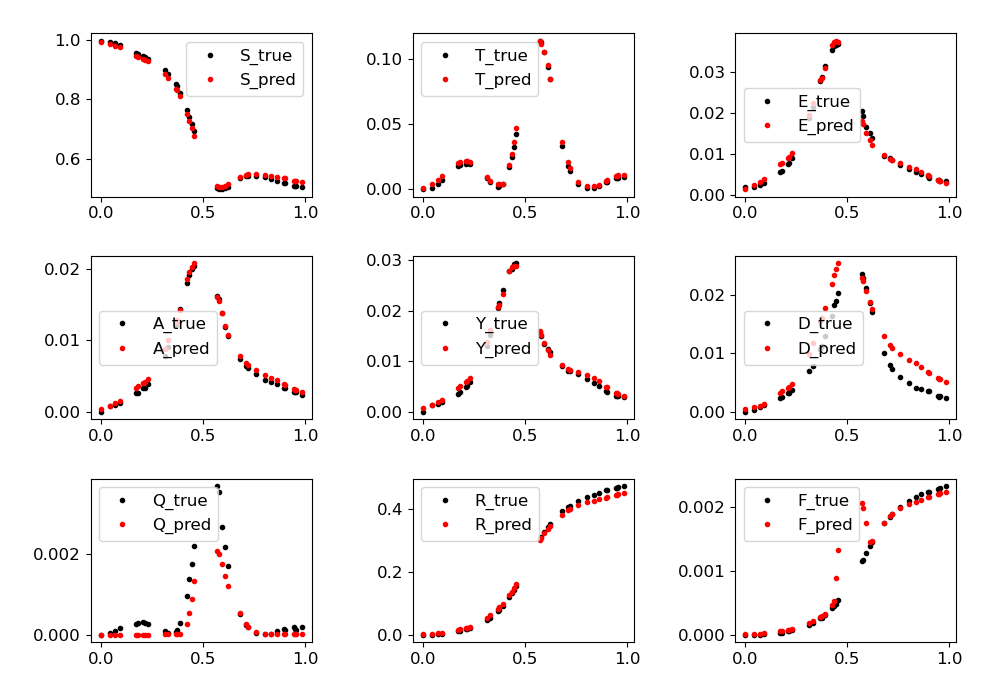 1.0
0.8
0.6
S_true
S_pred
0.0 0.5 1.0
0.10
0.05
0.00
T_true
T_pred
0.0 0.5 1.0
0.03
0.02
0.01
0.00
E_true
E_pred
0.0 0.5 1.0
0.02
0.01
0.00
A_true
A_pred
0.0 0.5 1.0
0.03
0.02
0.01
0.00
Y_true
Y_pred
0.0 0.5 1.0
0.02
0.01
0.00
D_true
D_pred
0.0 0.5 1.0
0.002
0.000
Q_true
Q_pred
0.0 0.5 1.0
0.4
0.2
0.0
R_true
R_pred
0.0 0.5 1.0
0.002
0.001
0.000
F_true
F_pred
0.0 0.5 1.0